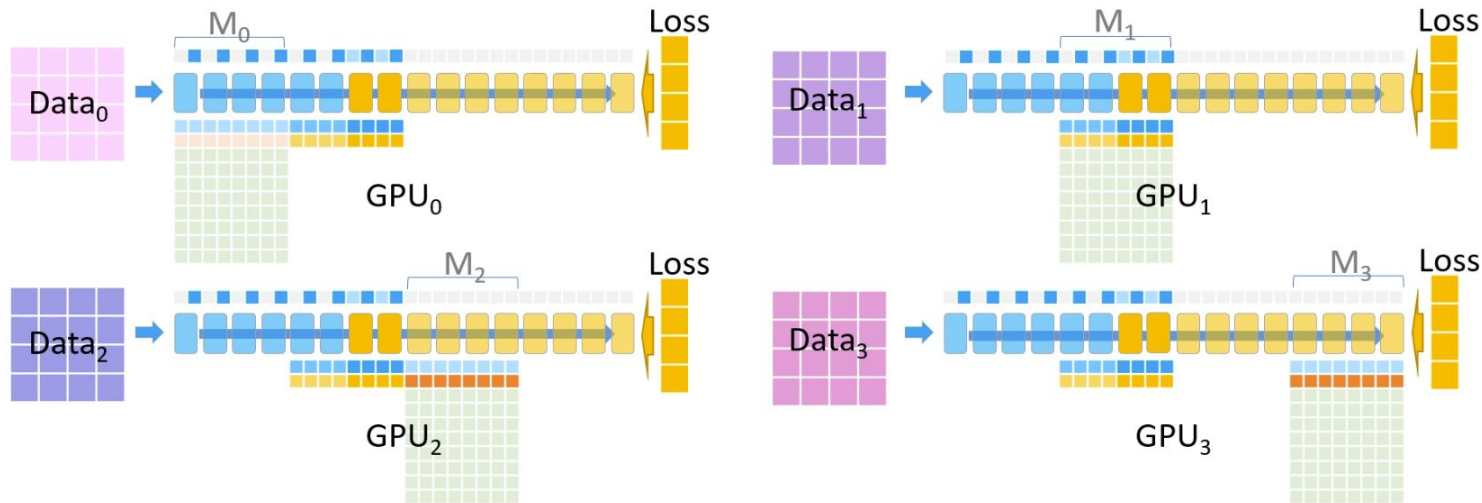 M₀
Loss
Data₀
GPU₀
M₁
Loss
Data₁
GPU₁
M₂
Loss
Data₂
GPU₂
M₃
Loss
Data₃
GPU₃